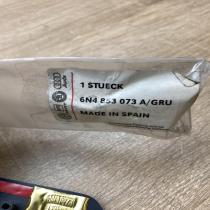 1 STUECK
6N4 853 073 A/GRU
MADE IN SPAIN